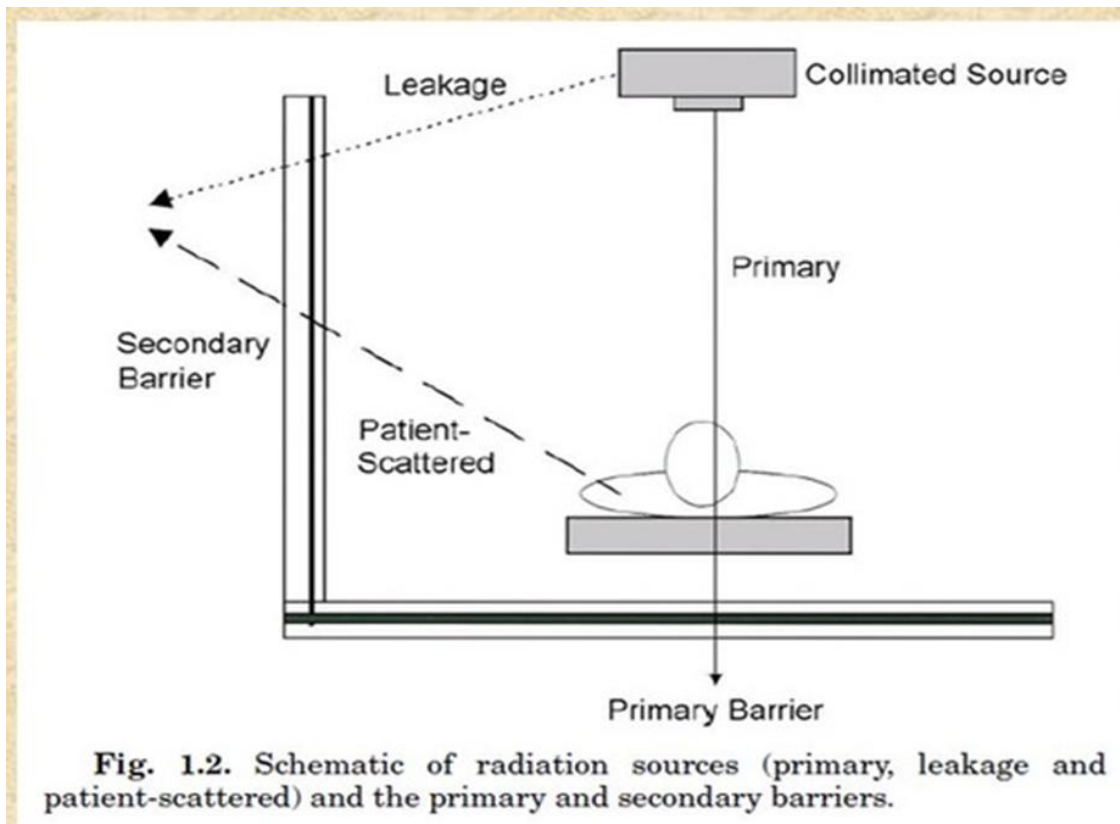 Leakage
Collimated Source
Primary
Secondary
Barrier
Patient-
Scattered
Primary Barrier
Fig. 1.2. Schematic of radiation sources (primary, leakage and
patient-scattered) and the primary and secondary barriers.